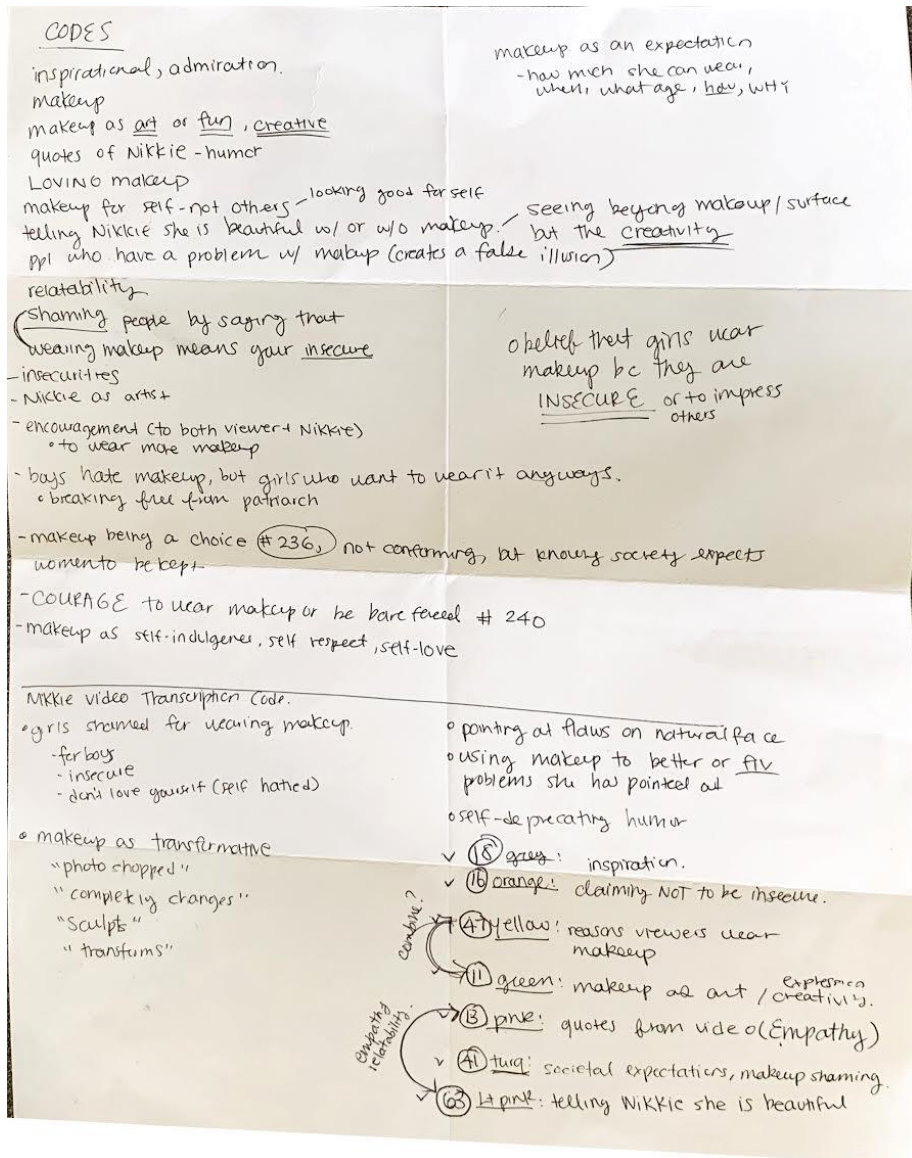 CODES
inspirational, admiration.
makeup
makeup as art or fun, creative
quotes of Nikkie - humor
LOVING makeup
makeup for self - not others - looking good for self
telling Nikkie she is beautiful w/ or w/o makeup. - seeing beyong makeup/surface
but the creativity
ppl who have a problem w/ makup (creates a false illusion)
makeup as an expectation
- how much she can wear,
when, what age, how, WHY
relatability
shaming people by saying that
wearing makeup means your insecure
- insecurities
- Nikkie as artist
- encouragement (to both viewer + Nikkie)
• to wear more makeup
o belief that girls wear
makeup bc they are
INSECURE or to impress
others
- boys hate makeup, but girls who want to wear it anyways.
• breaking free from patriarch
- makeup being a choice #236, not conforming, but knowing society expects
women to be kept
- COURAGE to wear makeup or be bare faced #240
- makeup as self-indulgence, self respect, self-love
Nikkie Video Transcription Code.
• girls shamed for wearing makeup.
- for boys
- insecure
- don't love yourself (self hatred)
• makeup as transformative
"photo chopped"
"completly changes"
"Sculpts"
"transforms"
o pointing at flaws on natural face
o using makeup to better or fix
problems she has pointed at
o self-deprecating humor
✓ 18 grey: inspiration.
✓ 16 orange: claiming NOT to be insecure.
combine?
47 yellow: reasons viewers wear
makeup
11 green: makeup as art / expression
creativity.
empathy
relatability.
13 pink: quotes from video (Empathy)
✓ 41 turq: societal expectations, makeup shaming.
✓ 63 Lt pink: telling Nikkie she is beautiful